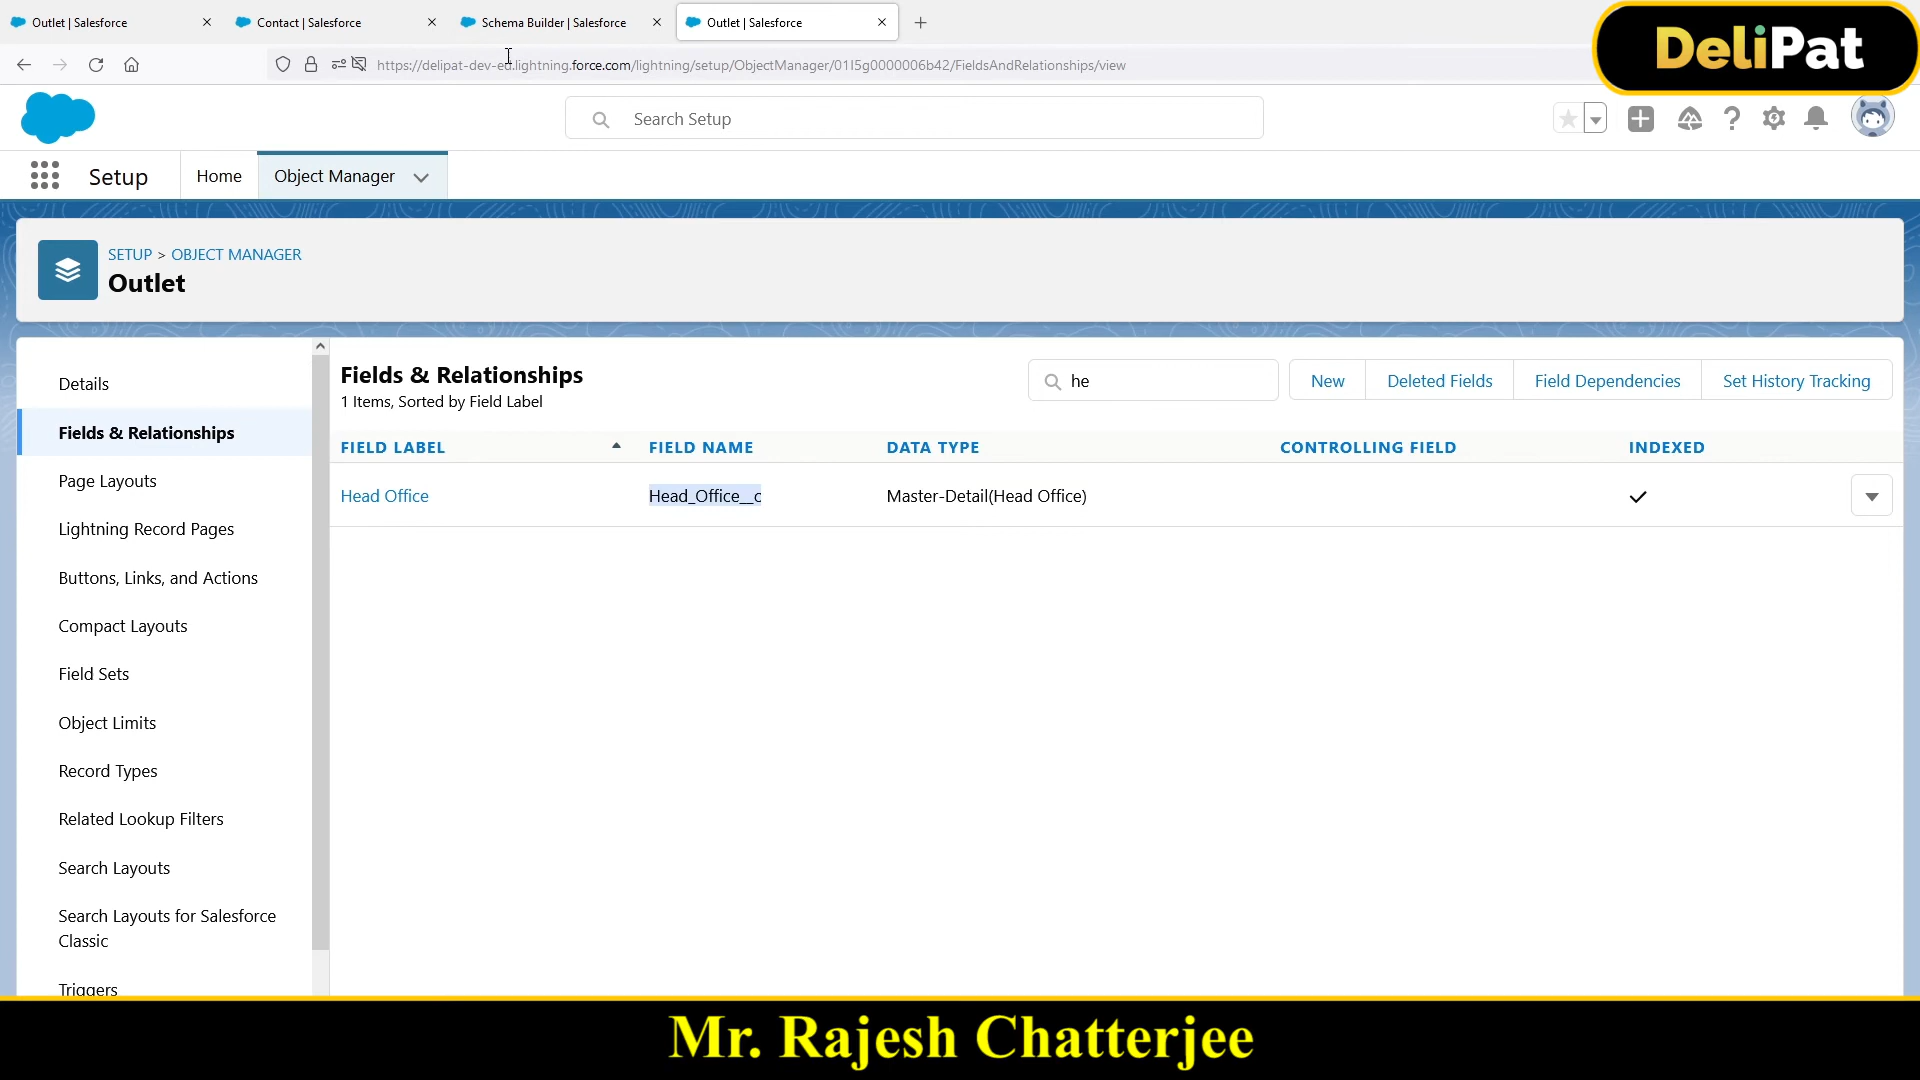 Outlet | Salesforce
Contact | Salesforce
Schema Builder | Salesforce
Outlet | Salesforce
https://delipat-dev-ed.lightning.force.com/lightning/setup/ObjectManager/01I5g0000006b42/FieldsAndRelationships/view
DeliPat
Search Setup
Setup
Home
Object Manager
SETUP > OBJECT MANAGER
Outlet
Details
Fields & Relationships
Page Layouts
Lightning Record Pages
Buttons, Links, and Actions
Compact Layouts
Field Sets
Object Limits
Record Types
Related Lookup Filters
Search Layouts
Search Layouts for Salesforce
Classic
Triggers
Fields & Relationships
1 Items, Sorted by Field Label
he
New
Deleted Fields
Field Dependencies
Set History Tracking
FIELD LABEL
FIELD NAME
DATA TYPE
CONTROLLING FIELD
INDEXED
Head Office
Head_Office__c
Master-Detail(Head Office)
Mr. Rajesh Chatterjee